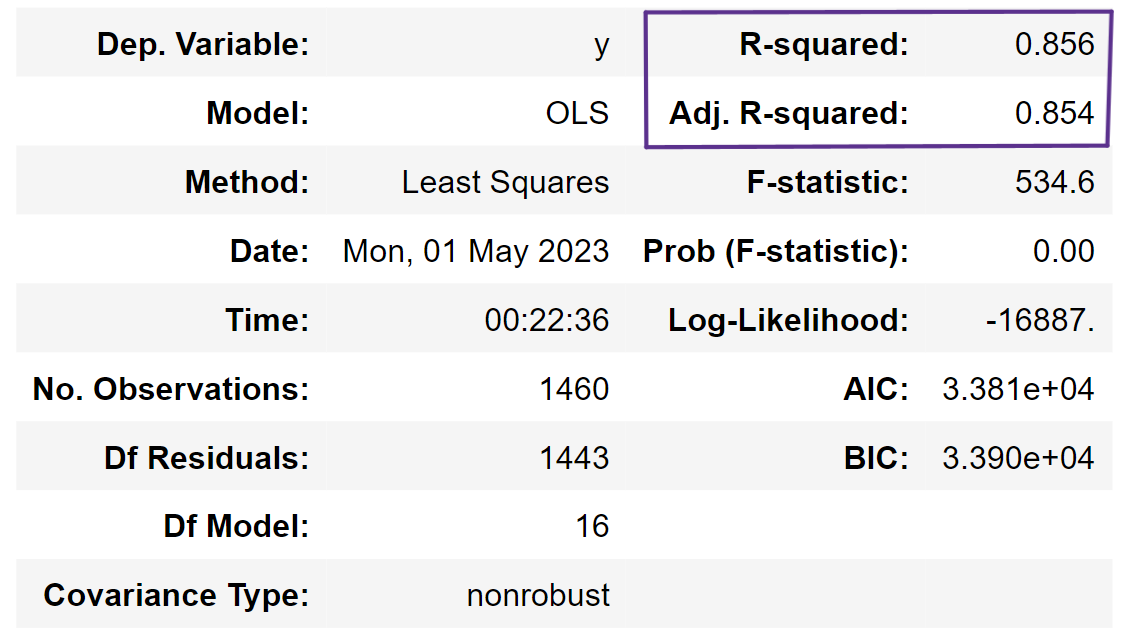 Dep. Variable: y R-squared: 0.856
Model: OLS Adj. R-squared: 0.854
Method: Least Squares F-statistic: 534.6
Date: Mon, 01 May 2023 Prob (F-statistic): 0.00
Time: 00:22:36 Log-Likelihood: -16887.
No. Observations: 1460 AIC: 3.381e+04
Df Residuals: 1443 BIC: 3.390e+04
Df Model: 16
Covariance Type: nonrobust